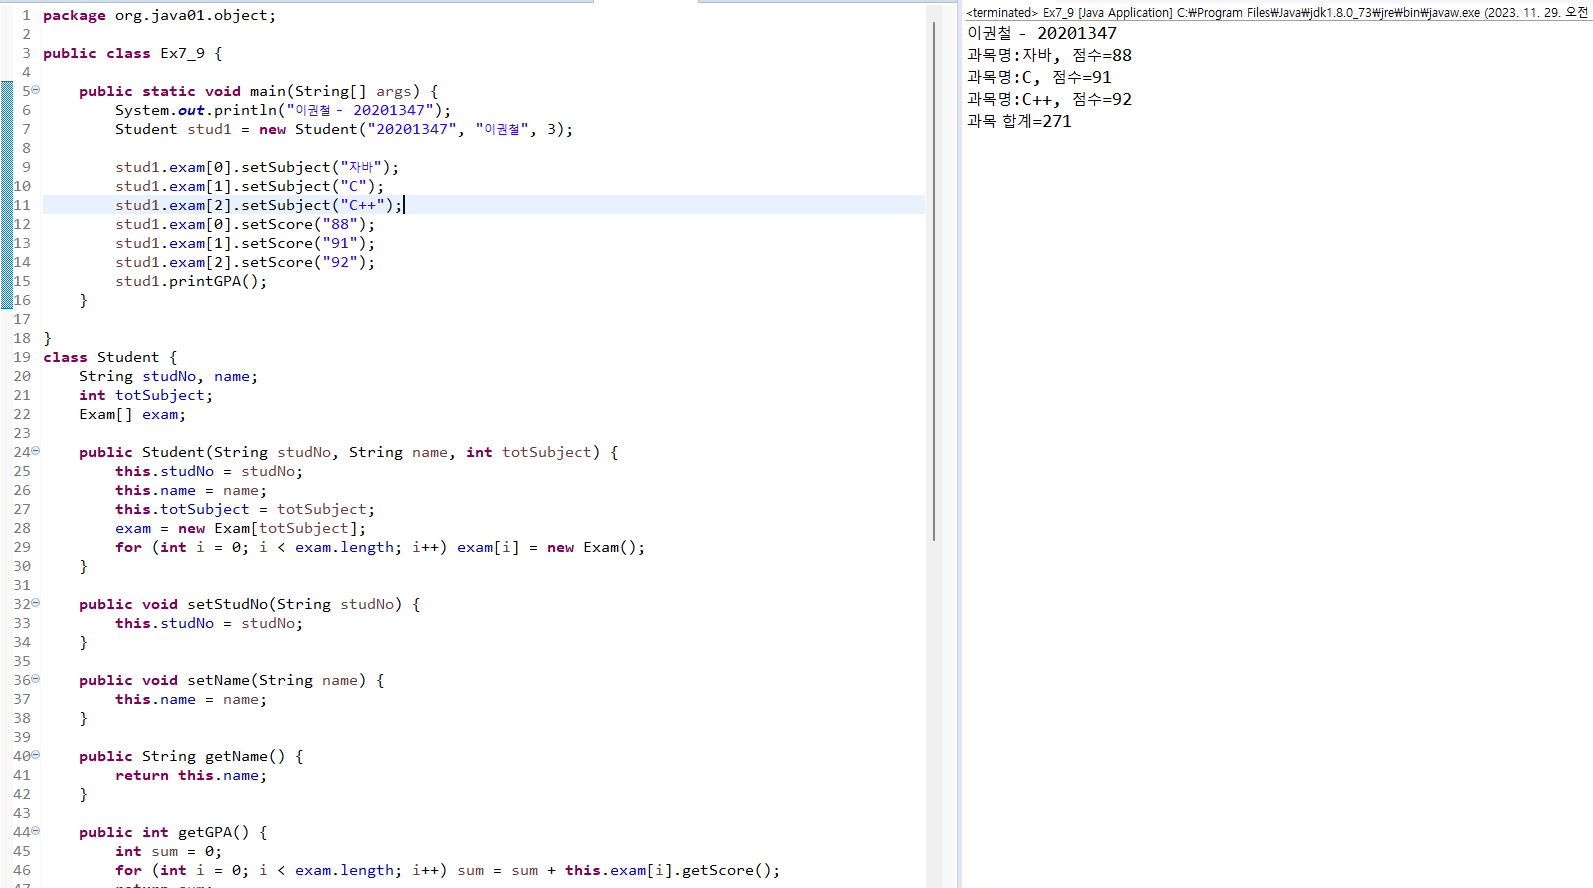 1 package org.java01.object;
2
3 public class Ex7_9 {
4
5 public static void main(String[] args) {
6 System.out.println("이권철 - 20201347");
7 Student stud1 = new Student("20201347", "이권철", 3);
8
9 stud1.exam[0].setSubject("자바");
10 stud1.exam[1].setSubject("C");
11 stud1.exam[2].setSubject("C++");
12 stud1.exam[0].setScore("88");
13 stud1.exam[1].setScore("91");
14 stud1.exam[2].setScore("92");
15 stud1.printGPA();
16 }
17
18 }
19 class Student {
20 String studNo, name;
21 int totSubject;
22 Exam[] exam;
23
24 public Student(String studNo, String name, int totSubject) {
25 this.studNo = studNo;
26 this.name = name;
27 this.totSubject = totSubject;
28 exam = new Exam[totSubject];
29 for (int i = 0; i < exam.length; i++) exam[i] = new Exam();
30 }
31
32 public void setStudNo(String studNo) {
33 this.studNo = studNo;
34 }
35
36 public void setName(String name) {
37 this.name = name;
38 }
39
40 public String getName() {
41 return this.name;
42 }
43
44 public int getGPA() {
45 int sum = 0;
46 for (int i = 0; i < exam.length; i++) sum = sum + this.exam[i].getScore();
<terminated> Ex7_9 [Java Application] C:₩Program Files₩Java₩jdk1.8.0_73₩jre₩bin₩javaw.exe (2023. 11. 29. 오전
이권철 - 20201347
과목명:자바, 점수=88
과목명:C, 점수=91
과목명:C++, 점수=92
과목 합계=271